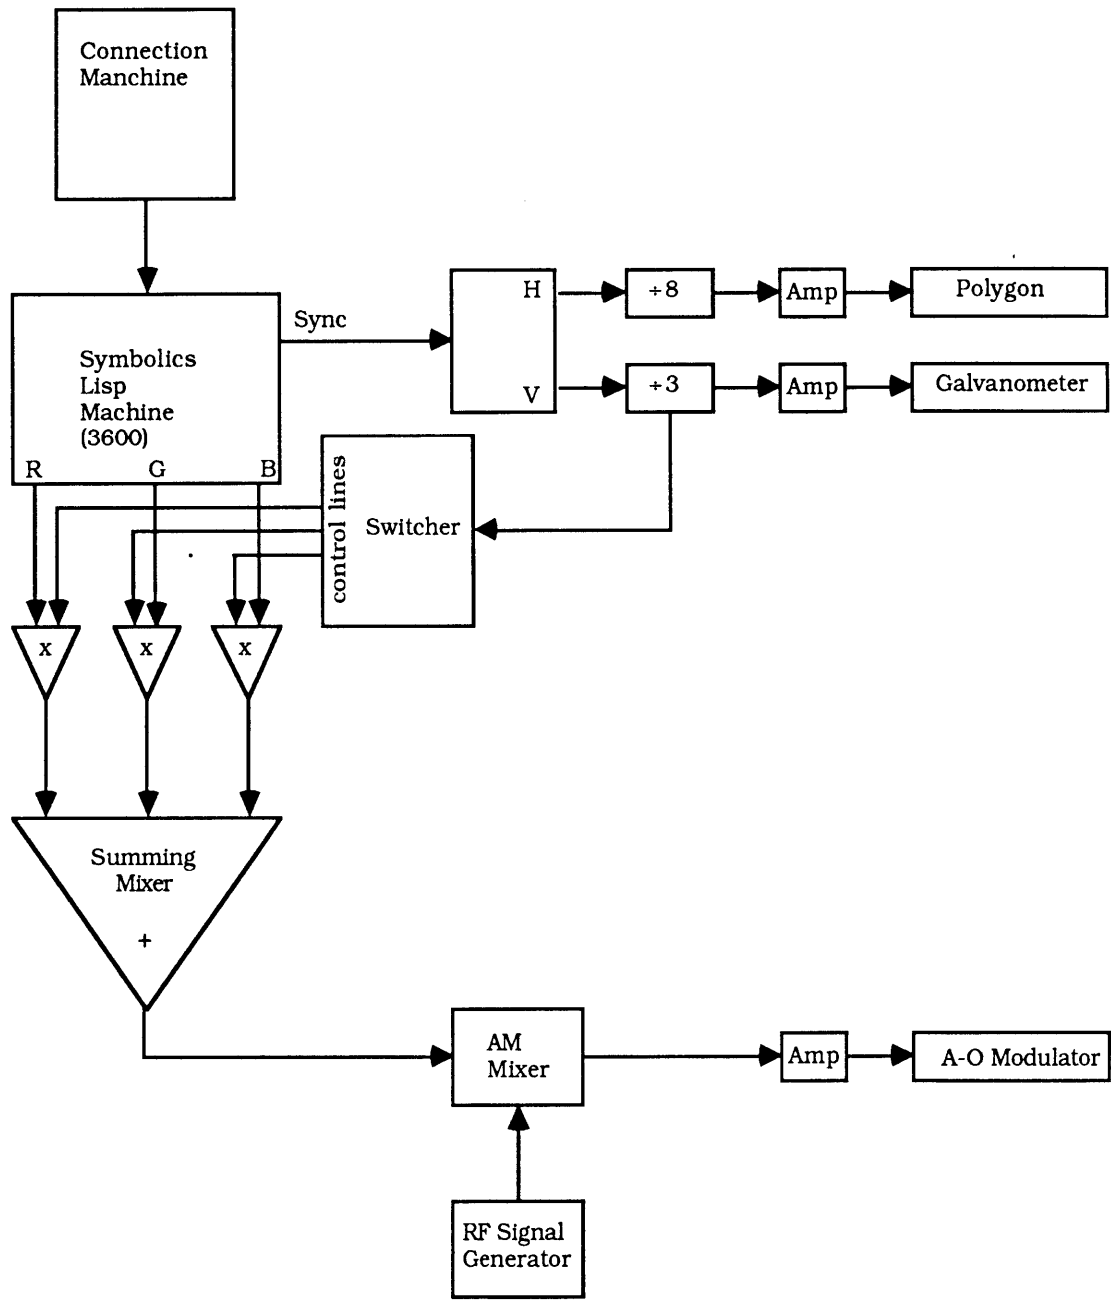 Connection
Manchine
H
÷8
Amp
Polygon
Sync
Symbolics
Lisp
Machine
(3600)
V
÷3
Amp
Galvanometer
R
G
B
control lines
Switcher
x
x
x
Summing
Mixer
+
AM
Mixer
Amp
A-O Modulator
RF Signal
Generator